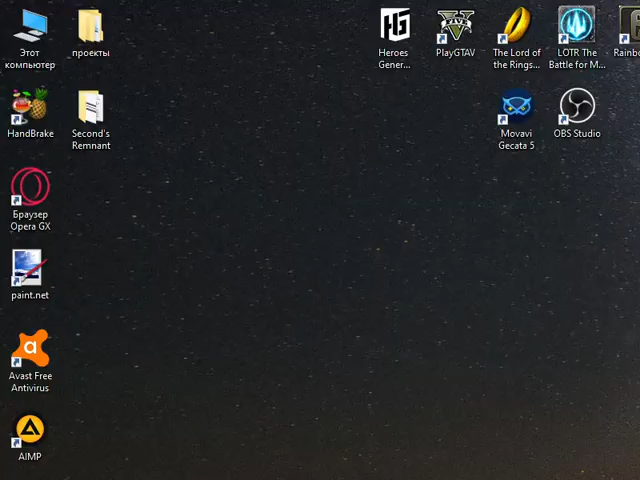 Этот
компьютер
проекты
Heroes
Gener...
PlayGTAV
The Lord of
the Rings...
LOTR The
Battle for M...
Rainbo
HandBrake
Second's
Remnant
Movavi
Gecata 5
OBS Studio
Браузер
Opera GX
paint.net
Avast Free
Antivirus
AIMP